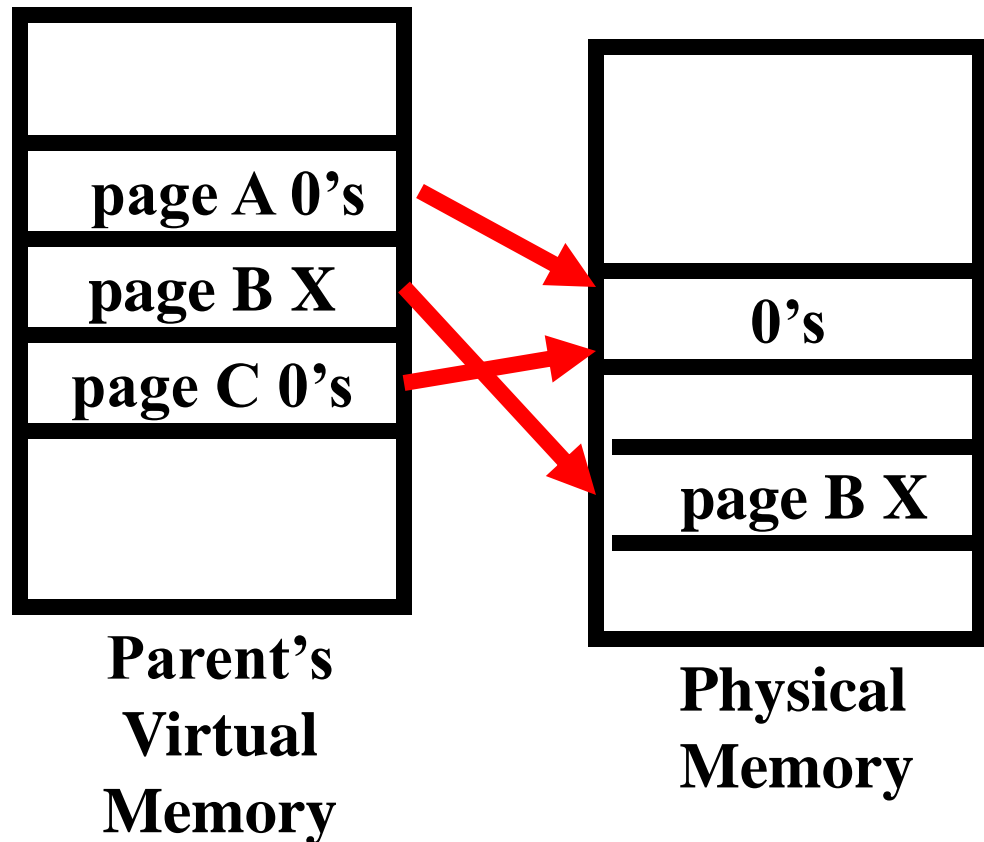 page A 0’s
page B X
page C 0’s
Parent’s
Virtual
Memory
0’s
page B X
Physical
Memory